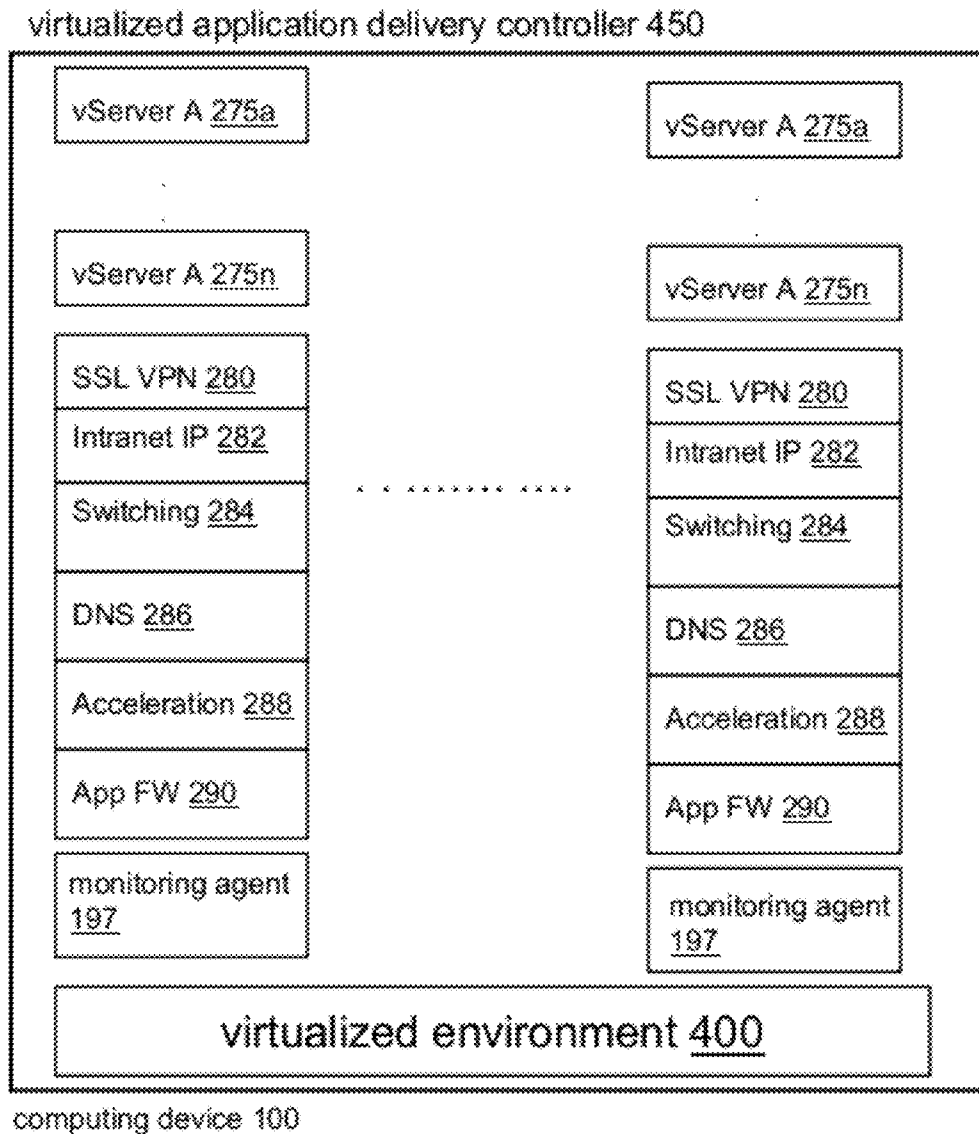 virtualized application delivery controller 450
vServer A 275a
vServer A 275n
SSL VPN 280
Intranet IP 282
Switching 284
DNS 286
Acceleration 288
App FW 290
monitoring agent
197
vServer A 275a
vServer A 275n
SSL VPN 280
Intranet IP 282
Switching 284
DNS 286
Acceleration 288
App FW 290
monitoring agent
197
virtualized environment 400
computing device 100